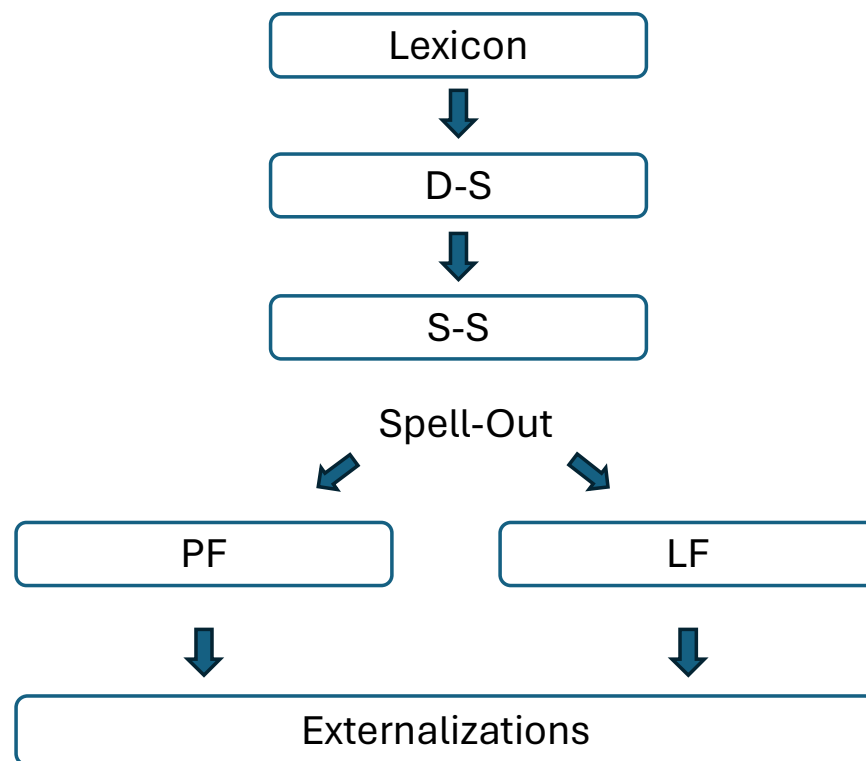 Lexicon
D-S
S-S
Spell-Out
PF
LF
Externalizations